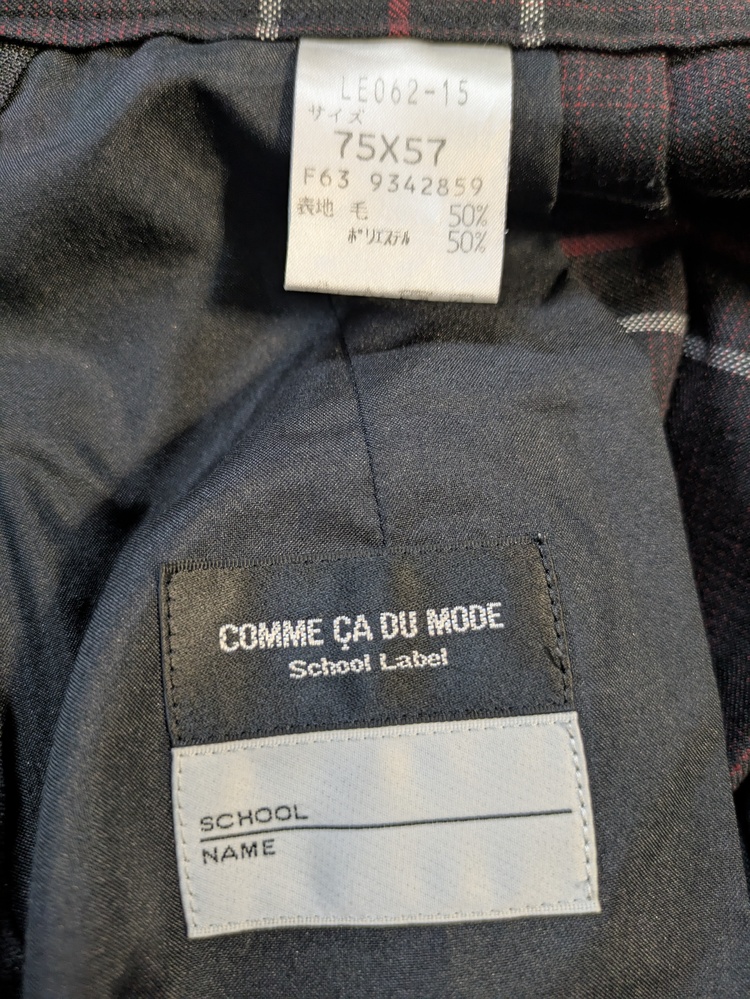 LE062-15
サイズ
75X57
F63 9342859
表地 毛 50%
ポリエステル 50%
COMME ÇA DU MODE
School Label
SCHOOL
NAME